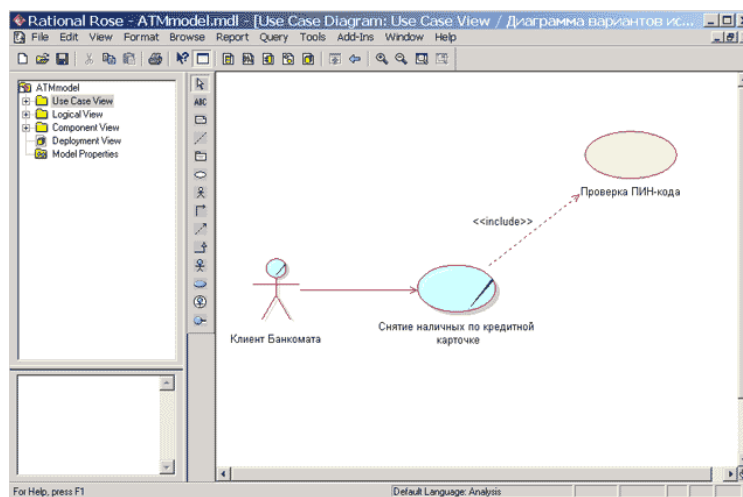 Rational Rose - ATMmodel.mdl - [Use Case Diagram: Use Case View / Диаграмма вариантов ис...
File Edit View Format Browse Report Query Tools Add-Ins Window Help
ATMmodel
Use Case View
Logical View
Component View
Deployment View
Model Properties
ABC
Проверка ПИН-кода
<<include>>
Клиент Банкомата
Снятие наличных по кредитной
карточке
For Help, press F1
Default Language: Analysis